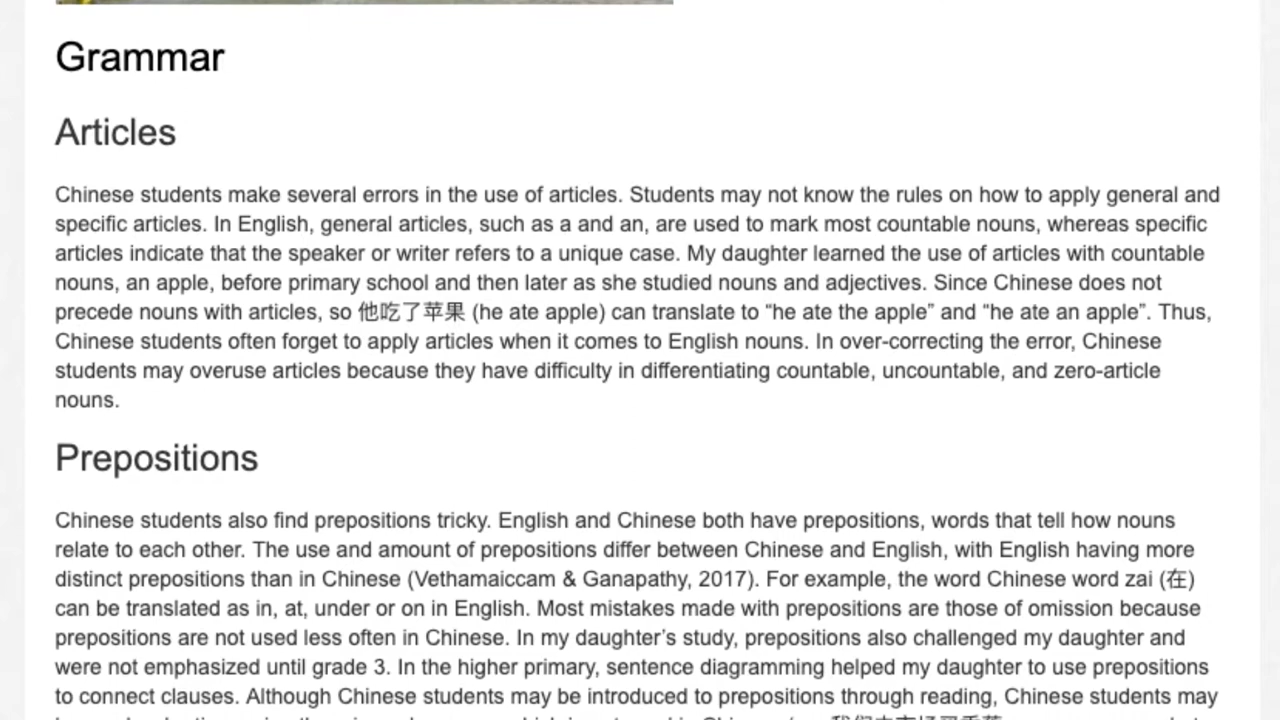 Grammar
Articles
Chinese students make several errors in the use of articles. Students may not know the rules on how to apply general and
specific articles. In English, general articles, such as a and an, are used to mark most countable nouns, whereas specific
articles indicate that the speaker or writer refers to a unique case. My daughter learned the use of articles with countable
nouns, an apple, before primary school and then later as she studied nouns and adjectives. Since Chinese does not
precede nouns with articles, so 他吃了苹果 (he ate apple) can translate to “he ate the apple” and “he ate an apple”. Thus,
Chinese students often forget to apply articles when it comes to English nouns. In over-correcting the error, Chinese
students may overuse articles because they have difficulty in differentiating countable, uncountable, and zero-article
nouns.
Prepositions
Chinese students also find prepositions tricky. English and Chinese both have prepositions, words that tell how nouns
relate to each other. The use and amount of prepositions differ between Chinese and English, with English having more
distinct prepositions than in Chinese (Vethamaiccam & Ganapathy, 2017). For example, the word Chinese word zai (在)
can be translated as in, at, under or on in English. Most mistakes made with prepositions are those of omission because
prepositions are not used less often in Chinese. In my daughter’s study, prepositions also challenged my daughter and
were not emphasized until grade 3. In the higher primary, sentence diagramming helped my daughter to use prepositions
to connect clauses. Although Chinese students may be introduced to prepositions through reading, Chinese students may